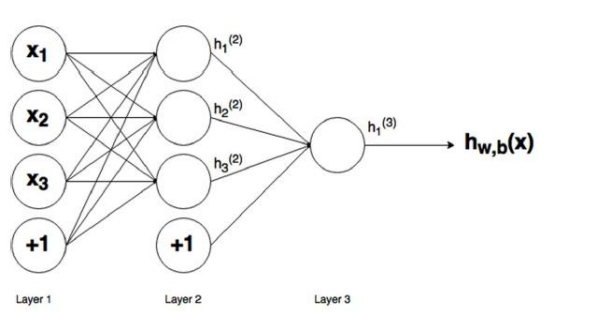 x₁
h₁⁽²⁾
x₂
h₂⁽²⁾
h₁⁽³⁾
hw,b(x)
x₃
h₃⁽²⁾
+1
+1
Layer 1
Layer 2
Layer 3